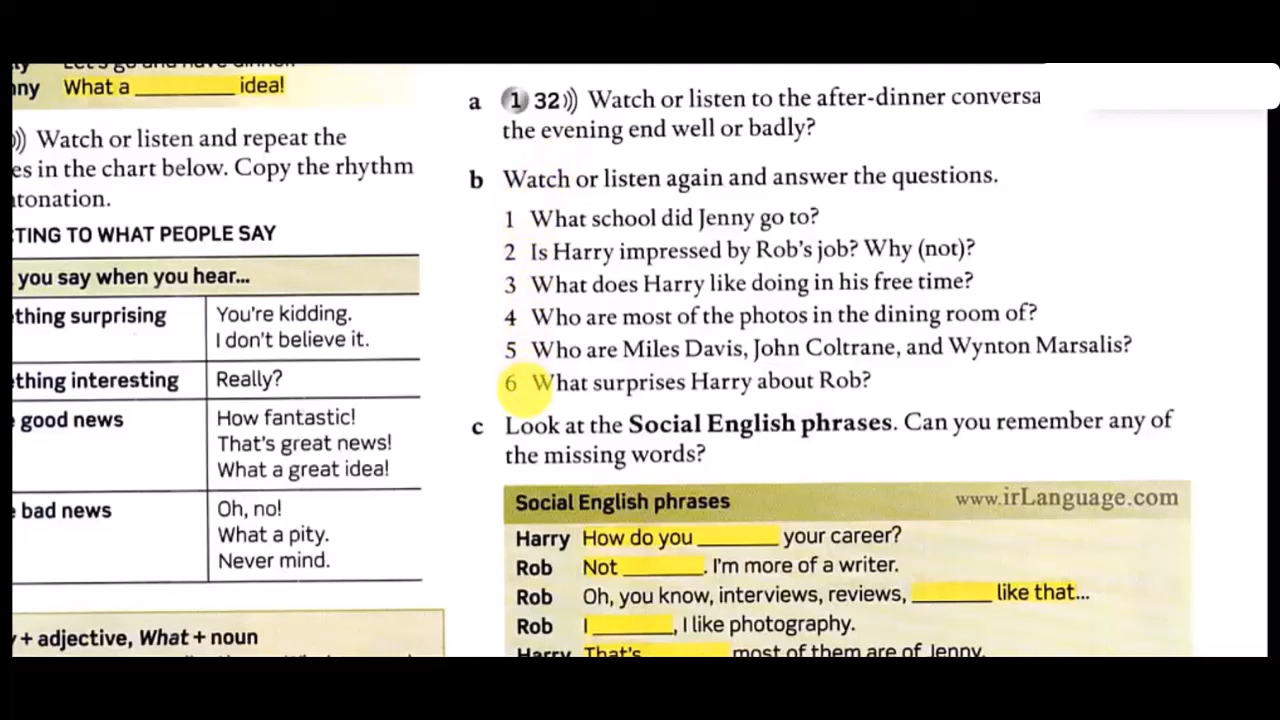 What a __________ idea!
Watch or listen and repeat the
es in the chart below. Copy the rhythm
tonation.
TING TO WHAT PEOPLE SAY
you say when you hear...
thing surprising
You're kidding.
I don't believe it.
thing interesting
Really?
good news
How fantastic!
That's great news!
What a great idea!
bad news
Oh, no!
What a pity.
Never mind.
+ adjective, What + noun
a 1 32))) Watch or listen to the after-dinner conversa
the evening end well or badly?
b Watch or listen again and answer the questions.
1 What school did Jenny go to?
2 Is Harry impressed by Rob's job? Why (not)?
3 What does Harry like doing in his free time?
4 Who are most of the photos in the dining room of?
5 Who are Miles Davis, John Coltrane, and Wynton Marsalis?
6 What surprises Harry about Rob?
c Look at the Social English phrases. Can you remember any of
the missing words?
Social English phrases www.irLanguage.com
Harry How do you ________ your career?
Rob Not ________. I'm more of a writer.
Rob Oh, you know, interviews, reviews, ________ like that...
Rob I ________, I like photography.
Harry That's ________ most of them are of Jenny.